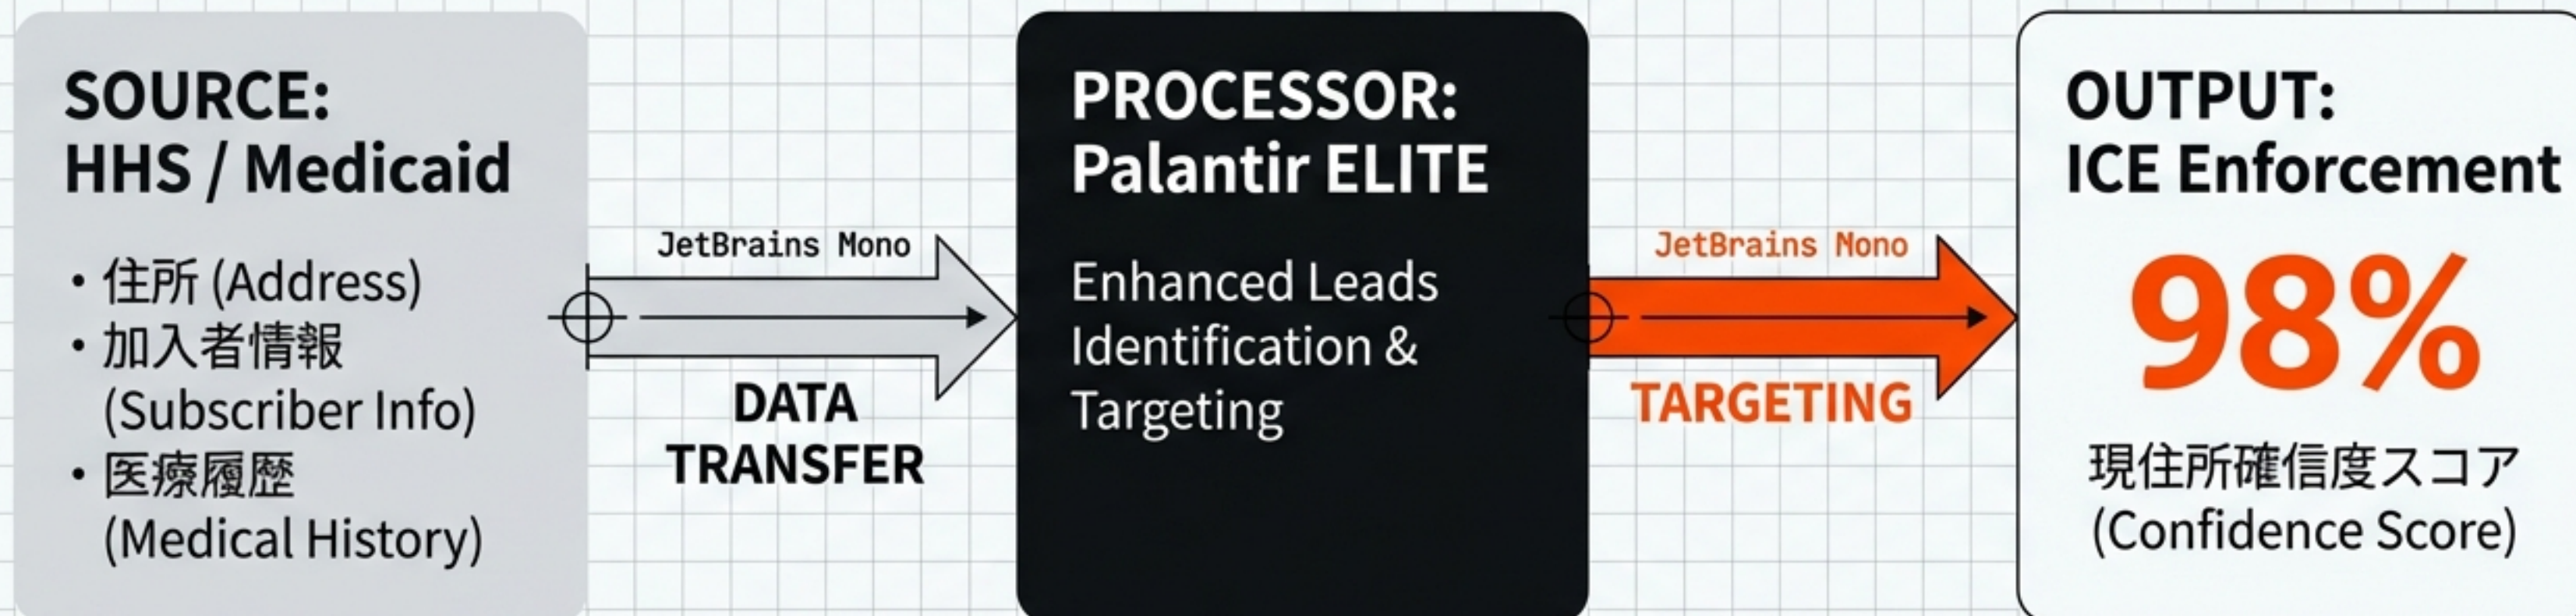 SOURCE:
HHS / Medicaid
• 住所 (Address)
• 加入者情報
(Subscriber Info)
• 医療履歴
(Medical History)
JetBrains Mono
DATA
TRANSFER
PROCESSOR:
Palantir ELITE
Enhanced Leads
Identification &
Targeting
JetBrains Mono
TARGETING
OUTPUT:
ICE Enforcement
98%
現住所確信度スコア
(Confidence Score)